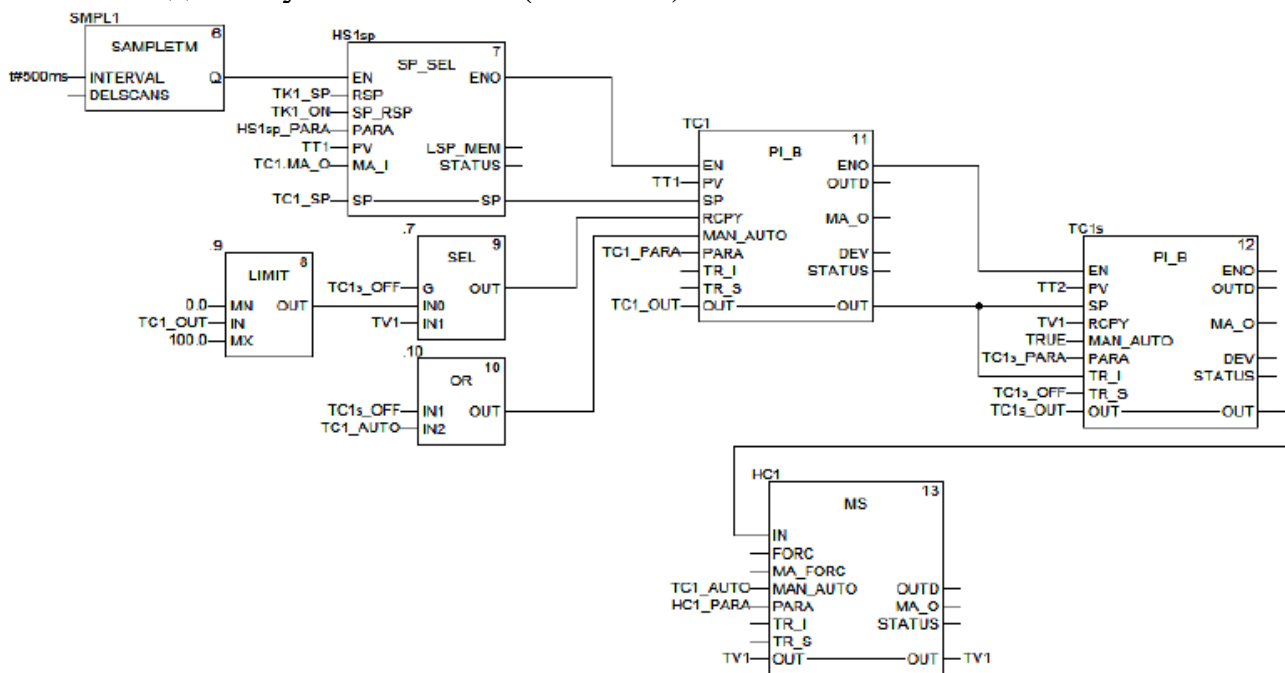 SMPL1
6
SAMPLETM
t#500ms INTERVAL Q
DELSCANS
HS1sp
7
SP_SEL
EN ENO
TK1_SP RSP
TK1_ON SP_RSP
HS1sp_PARA PARA
TT1 PV LSP_MEM
TC1.MA_O MA_I STATUS
TC1_SP SP SP
.9
8
LIMIT
0.0 MN OUT
TC1_OUT IN
100.0 MX
.7
9
SEL
TC1s_OFF G OUT
IN0
TV1 IN1
.10
10
OR
TC1s_OFF IN1 OUT
TC1_AUTO IN2
TC1
11
PI_B
EN ENO
TT1 PV OUTD
SP
RCPY MA_O
MAN_AUTO
TC1_PARA PARA DEV
TR_I STATUS
TR_S
TC1_OUT OUT OUT
TC1s
12
PI_B
EN ENO
TT2 PV OUTD
SP
TV1 RCPY MA_O
TRUE MAN_AUTO
TC1s_PARA PARA DEV
TR_I STATUS
TC1s_OFF TR_S
TC1s_OUT OUT OUT
HC1
13
MS
IN
FORC
MA_FORC
TC1_AUTO MAN_AUTO OUTD
HC1_PARA PARA MA_O
TR_I STATUS
TR_S
TV1 OUT OUT TV1